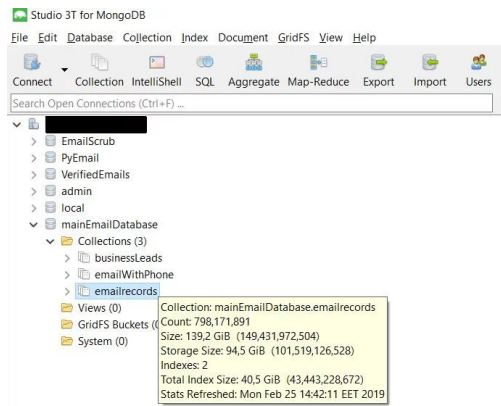 Studio 3T for MongoDB
File Edit Database Collection Index Document GridFS View Help
Connect Collection IntelliShell SQL Aggregate Map-Reduce Export Import Users
Search Open Connections (Ctrl+F) ...
EmailScrub
PyEmail
VerifiedEmails
admin
local
mainEmailDatabase
Collections (3)
businessLeads
emailWithPhone
emailrecords
Views (0)
GridFS Buckets (
System (0)
Collection: mainEmailDatabase.emailrecords
Count: 798,171,891
Size: 139,2 GiB (149,431,972,504)
Storage Size: 94,5 GiB (101,519,126,528)
Indexes: 2
Total Index Size: 40,5 GiB (43,443,228,672)
Stats Refreshed: Mon Feb 25 14:42:11 EET 2019